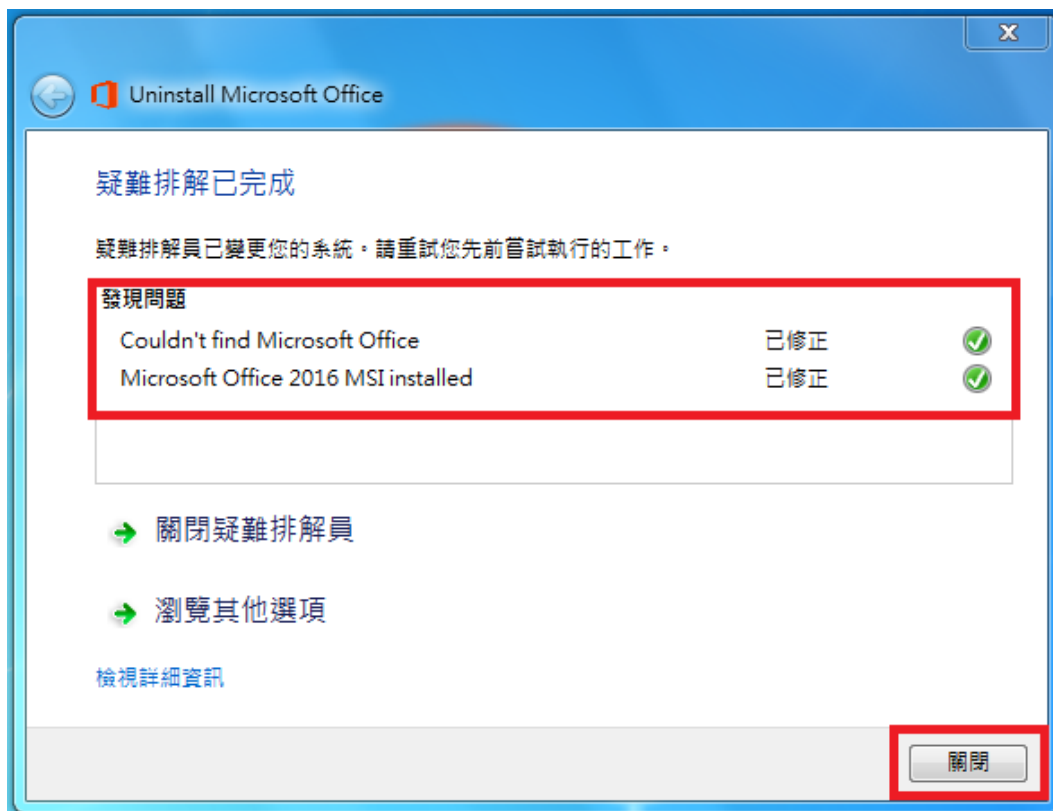 Uninstall Microsoft Office
疑難排解已完成
疑難排解員已變更您的系統。請重試您先前嘗試執行的工作。
發現問題
Couldn't find Microsoft Office 已修正
Microsoft Office 2016 MSI installed 已修正
關閉疑難排解員
瀏覽其他選項
檢視詳細資訊
關閉